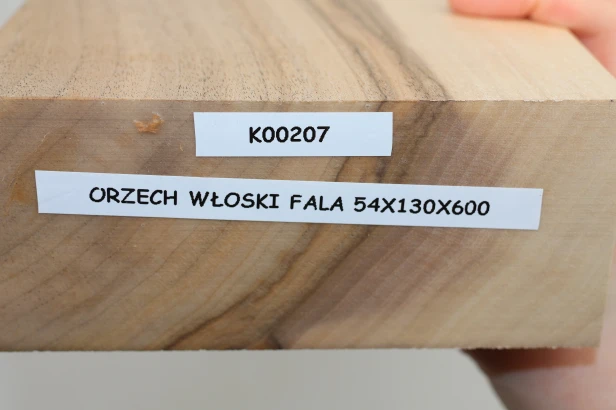 K00207
ORZECH WŁOSKI FALA 54X130X600